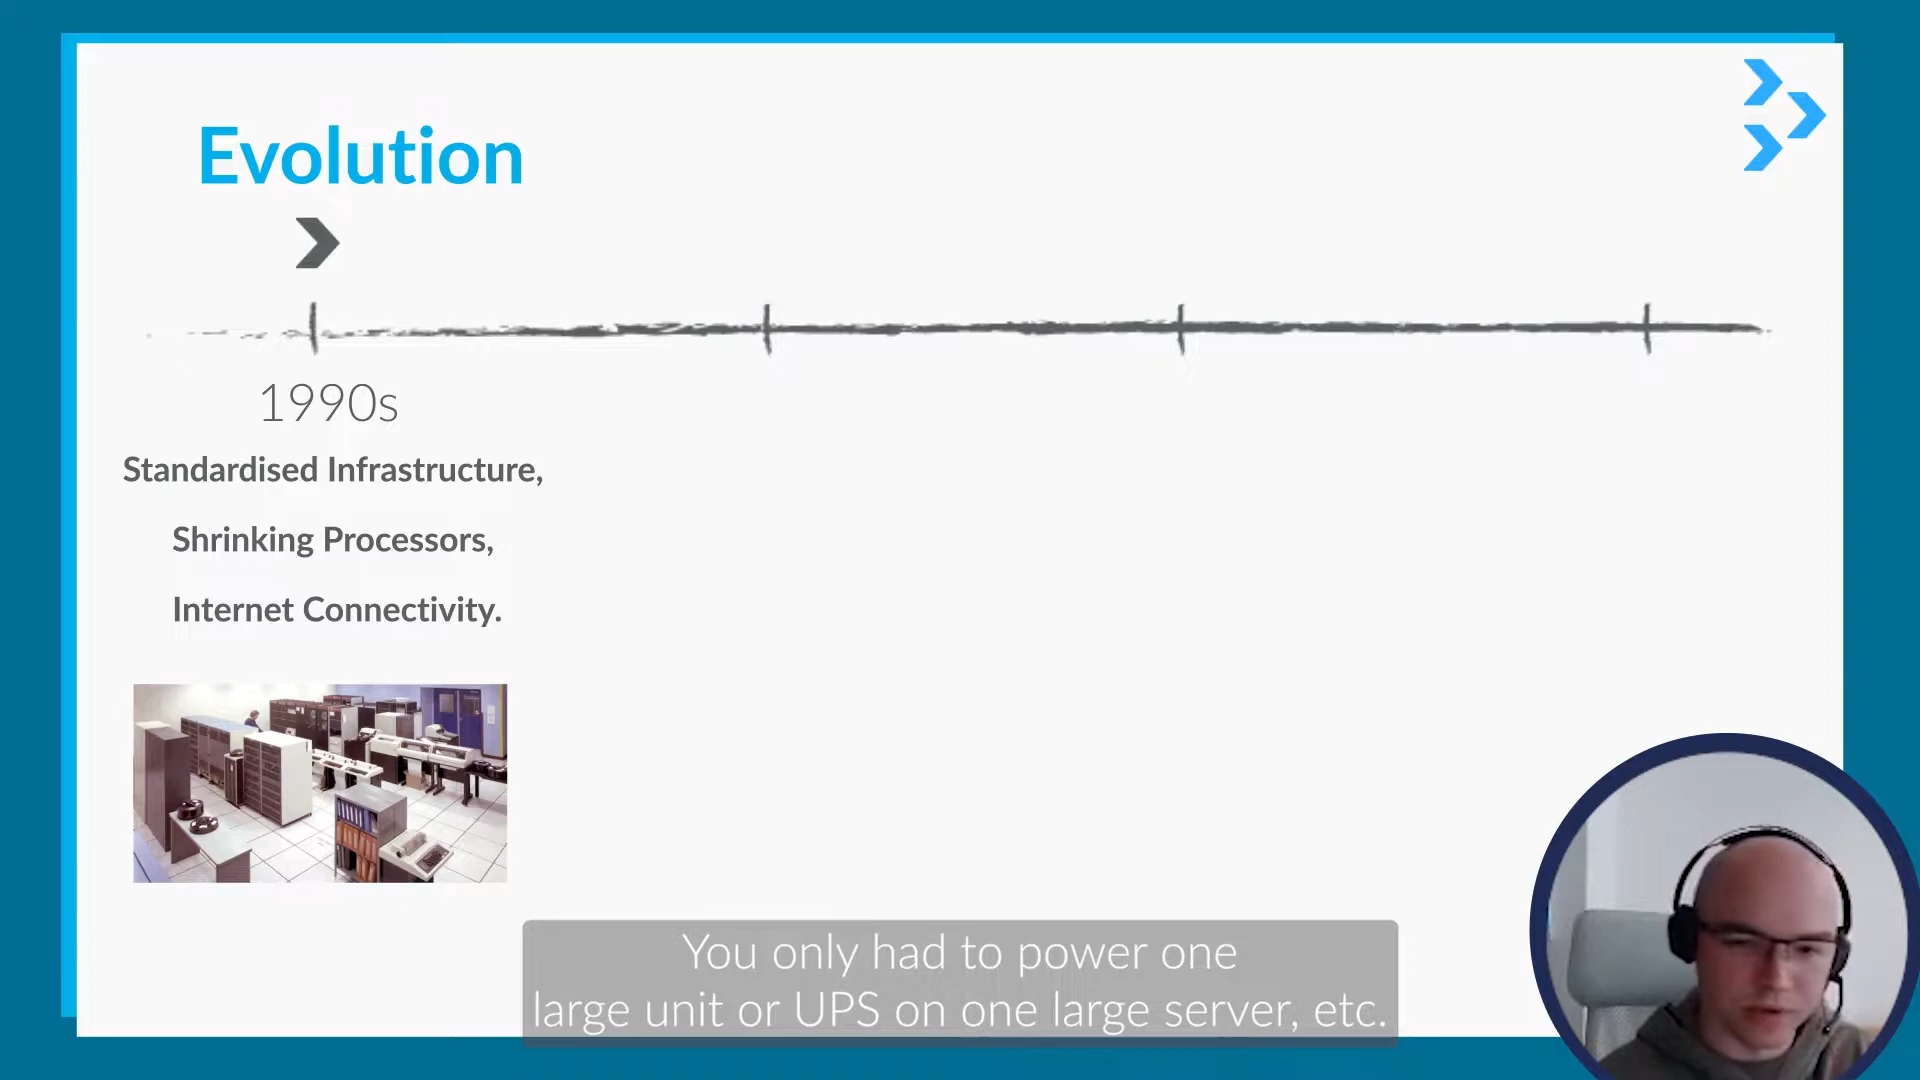 Evolution
1990s
Standardised Infrastructure,
Shrinking Processors,
Internet Connectivity.
You only had to power one
large unit or UPS on one large server, etc.